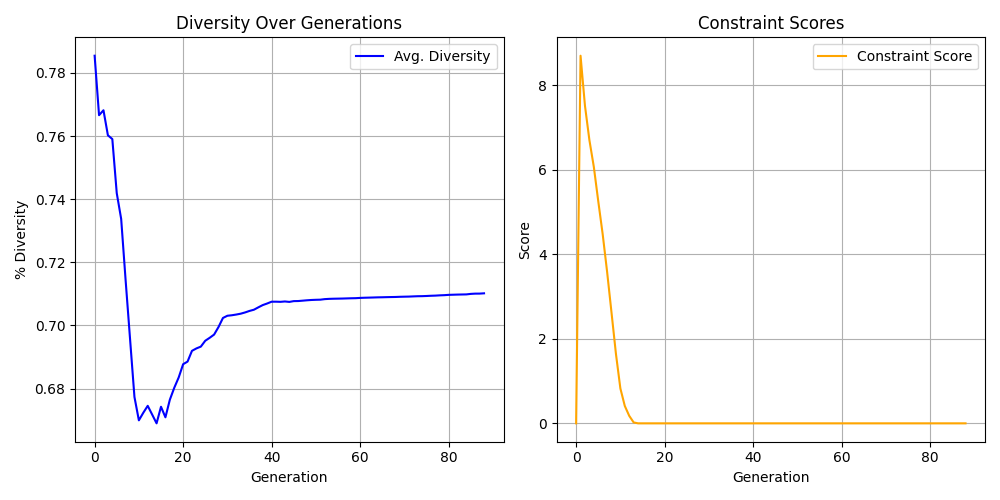 Diversity Over Generations
Avg. Diversity
% Diversity
0.78
0.76
0.74
0.72
0.70
0.68
0
20
40
60
80
Generation
Constraint Scores
Constraint Score
Score
8
6
4
2
0
0
20
40
60
80
Generation